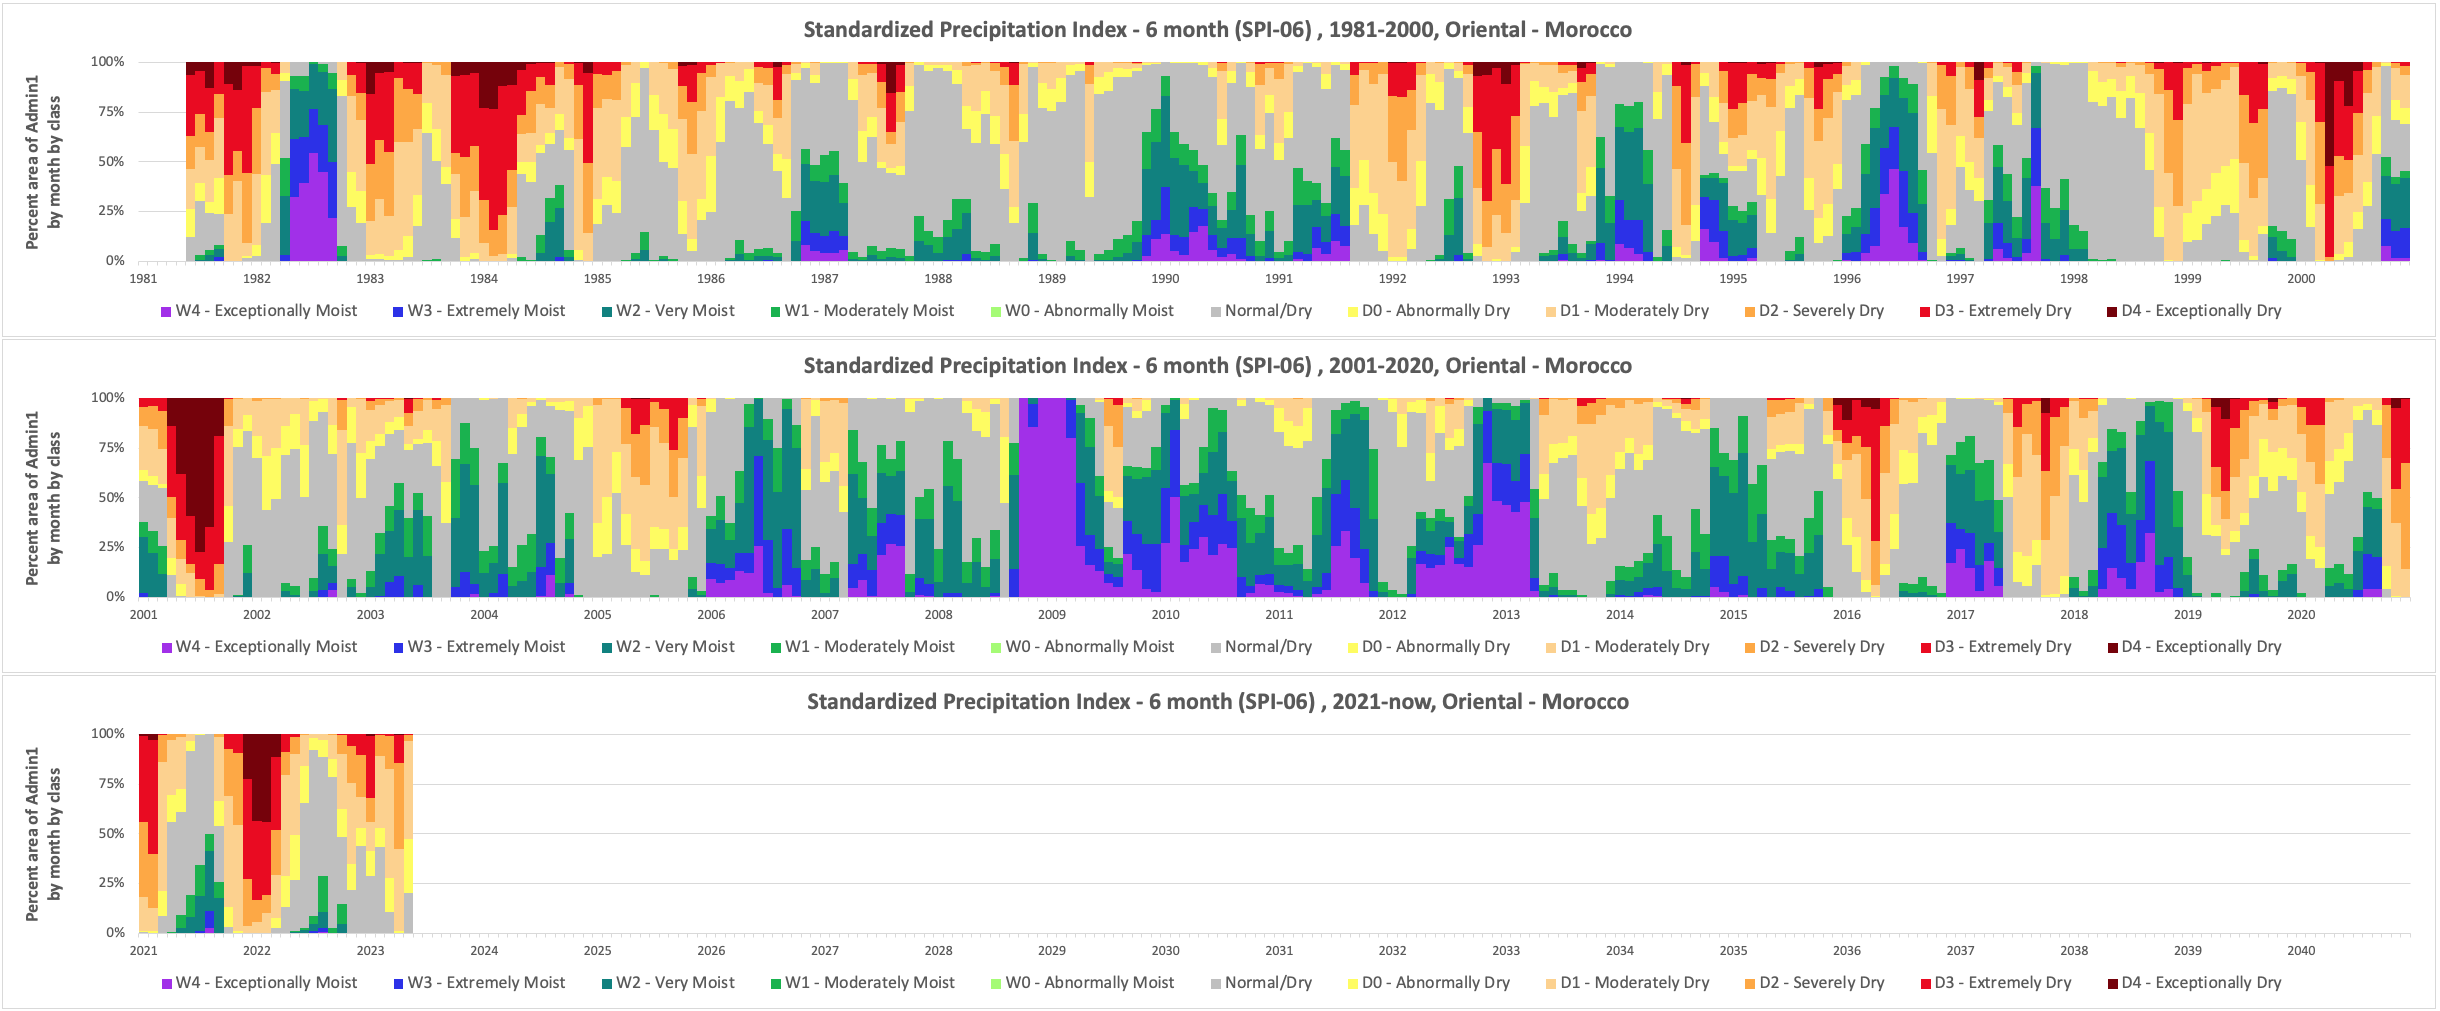 Standardized Precipitation Index - 6 month (SPI-06) , 1981-2000, Oriental - Morocco
Percent area of Admin1
by month by class
100%
75%
50%
25%
0%
1981 1982 1983 1984 1985 1986 1987 1988 1989 1990 1991 1992 1993 1994 1995 1996 1997 1998 1999 2000
W4 - Exceptionally Moist W3 - Extremely Moist W2 - Very Moist W1 - Moderately Moist W0 - Abnormally Moist Normal/Dry D0 - Abnormally Dry D1 - Moderately Dry D2 - Severely Dry D3 - Extremely Dry D4 - Exceptionally Dry
Standardized Precipitation Index - 6 month (SPI-06) , 2001-2020, Oriental - Morocco
Percent area of Admin1
by month by class
100%
75%
50%
25%
0%
2001 2002 2003 2004 2005 2006 2007 2008 2009 2010 2011 2012 2013 2014 2015 2016 2017 2018 2019 2020
W4 - Exceptionally Moist W3 - Extremely Moist W2 - Very Moist W1 - Moderately Moist W0 - Abnormally Moist Normal/Dry D0 - Abnormally Dry D1 - Moderately Dry D2 - Severely Dry D3 - Extremely Dry D4 - Exceptionally Dry
Standardized Precipitation Index - 6 month (SPI-06) , 2021-now, Oriental - Morocco
Percent area of Admin1
by month by class
100%
75%
50%
25%
0%
2021 2022 2023 2024 2025 2026 2027 2028 2029 2030 2031 2032 2033 2034 2035 2036 2037 2038 2039 2040
W4 - Exceptionally Moist W3 - Extremely Moist W2 - Very Moist W1 - Moderately Moist W0 - Abnormally Moist Normal/Dry D0 - Abnormally Dry D1 - Moderately Dry D2 - Severely Dry D3 - Extremely Dry D4 - Exceptionally Dry